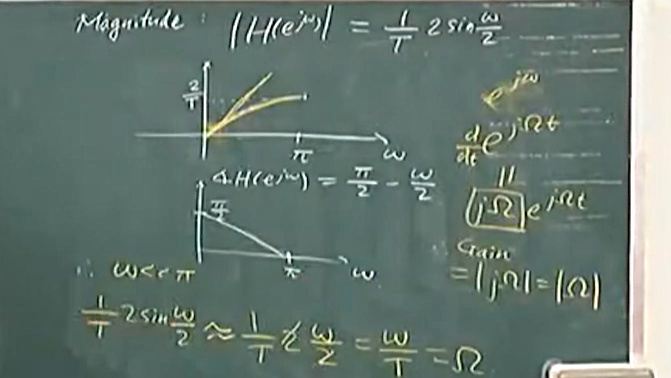 Magnitude : |H(e^{jω})| = 1/T 2 sin ω/2
2/T
π ω
∠H(e^{jω}) = π/2 - ω/2
π/2
π ω
∴ ω<<π
1/T 2 sin ω/2 ≈ 1/T 2 ω/2 = ω/T = Ω
e^{jω}
d/dt e^{jΩt}
||
(jΩ) e^{jΩt}
Gain
= |jΩ| = |Ω|